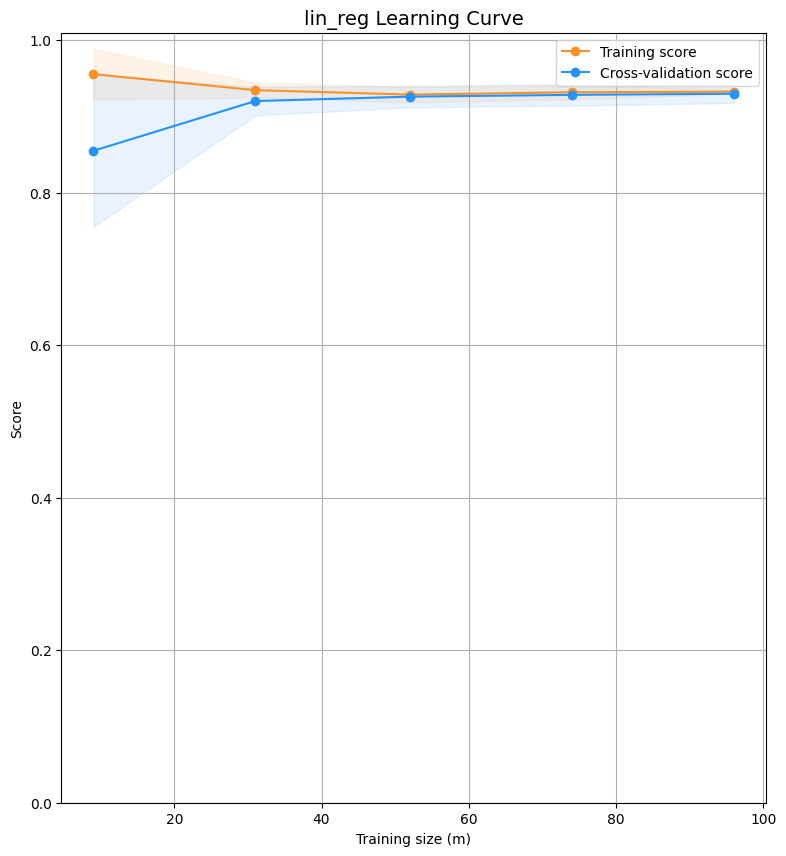 lin_reg Learning Curve
Training score
Cross-validation score
1.0
0.8
0.6
0.4
0.2
0.0
Score
20 40 60 80 100
Training size (m)